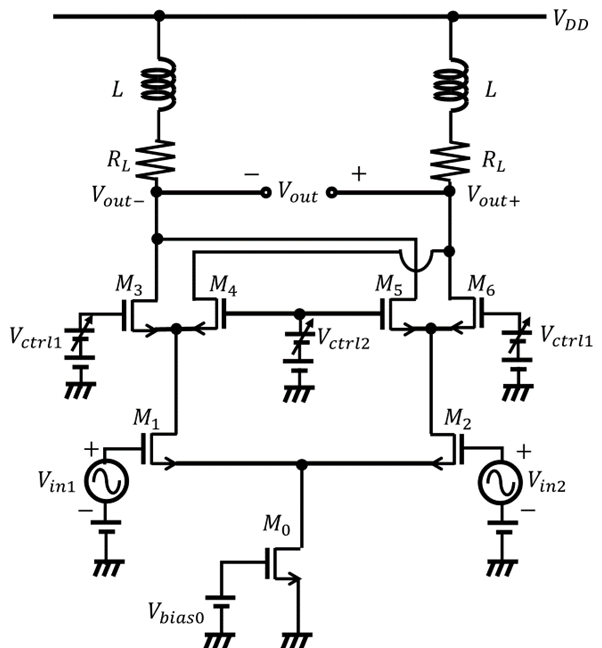 V_DD
L L
R_L R_L
V_out− − V_out + V_out+
M_3 M_4 M_5 M_6
V_ctrl1 V_ctrl2 V_ctrl1
M_1 M_2
+ +
V_in1 V_in2
− −
M_0
V_bias0